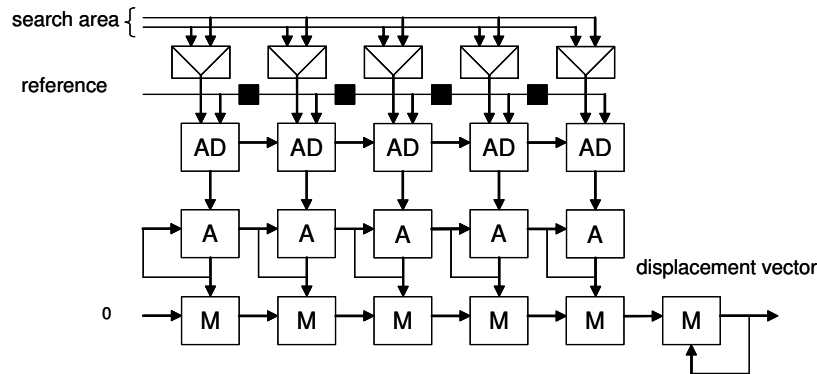 search area
reference
AD AD AD AD AD
A A A A A
displacement vector
0
M M M M M M